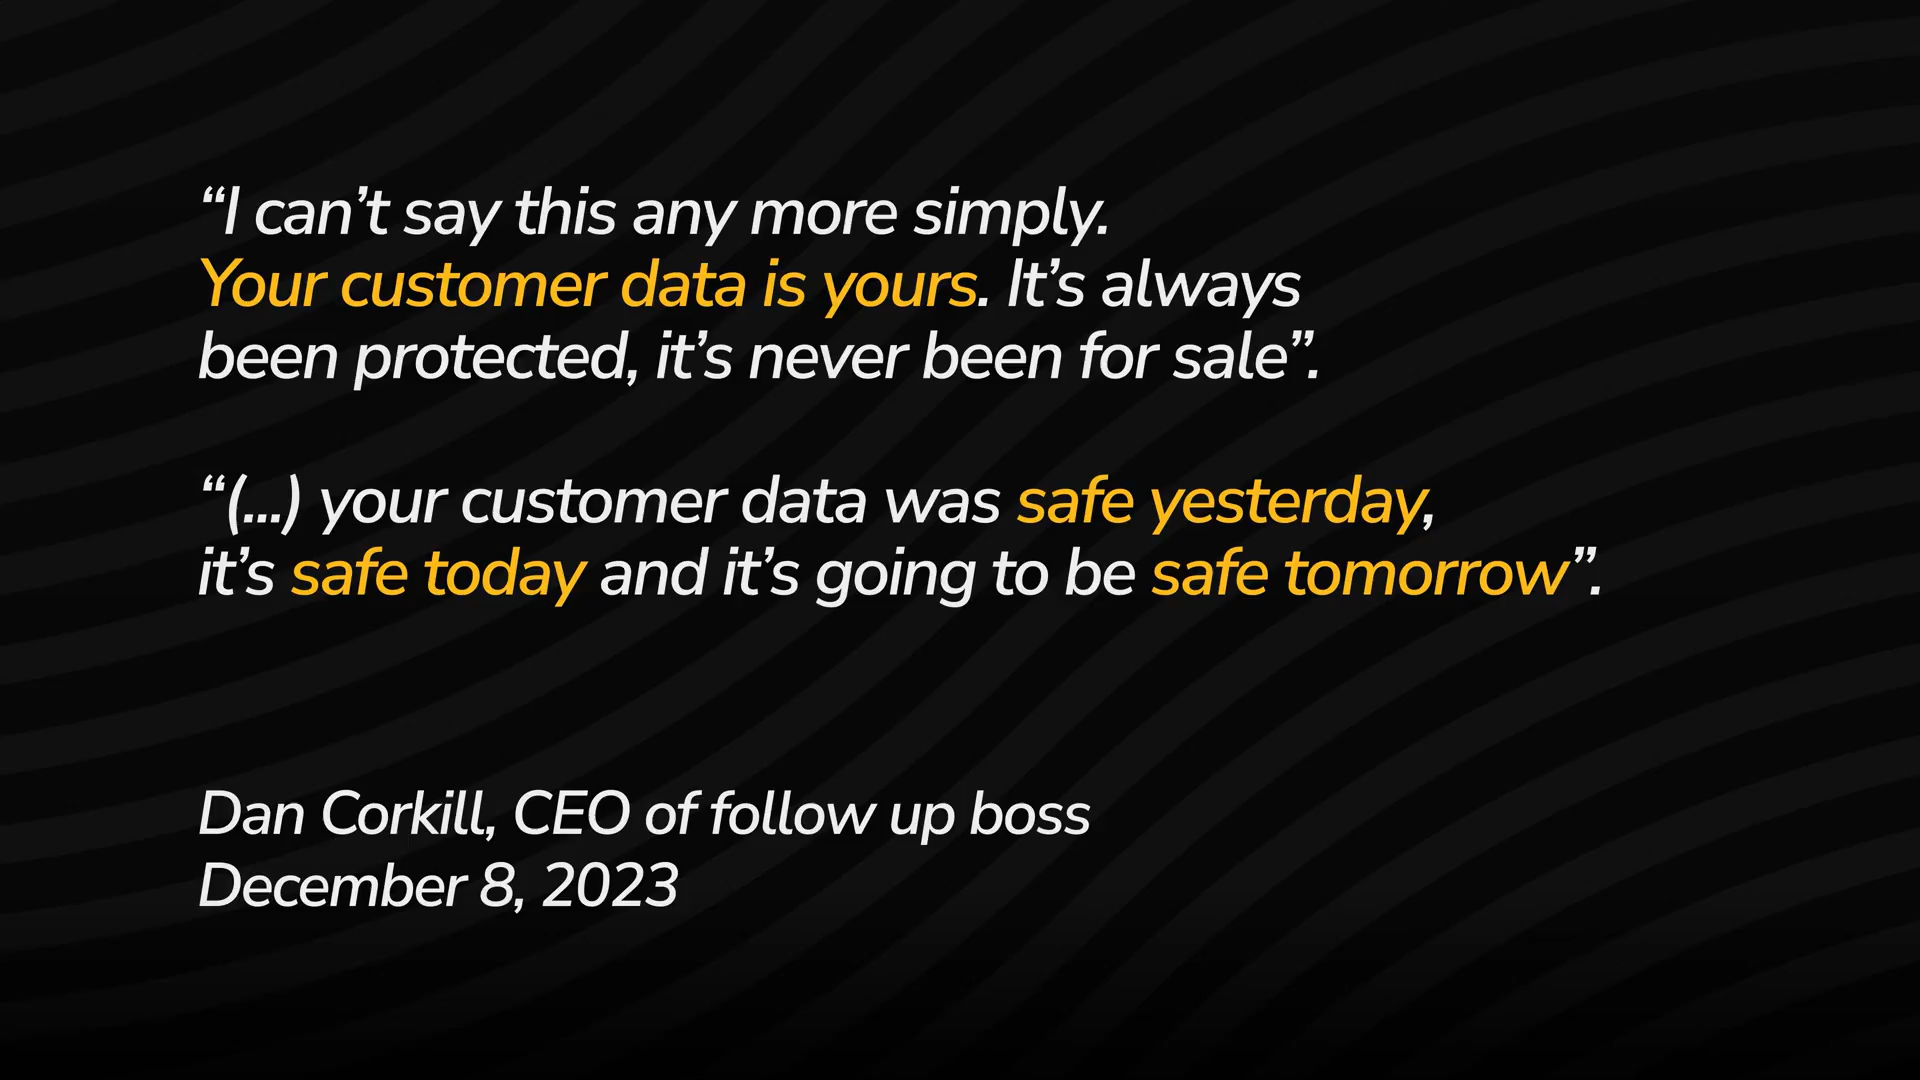 “I can’t say this any more simply.
Your customer data is yours. It’s always
been protected, it’s never been for sale”.
“(...) your customer data was safe yesterday,
it’s safe today and it’s going to be safe tomorrow”.
Dan Corkill, CEO of follow up boss
December 8, 2023